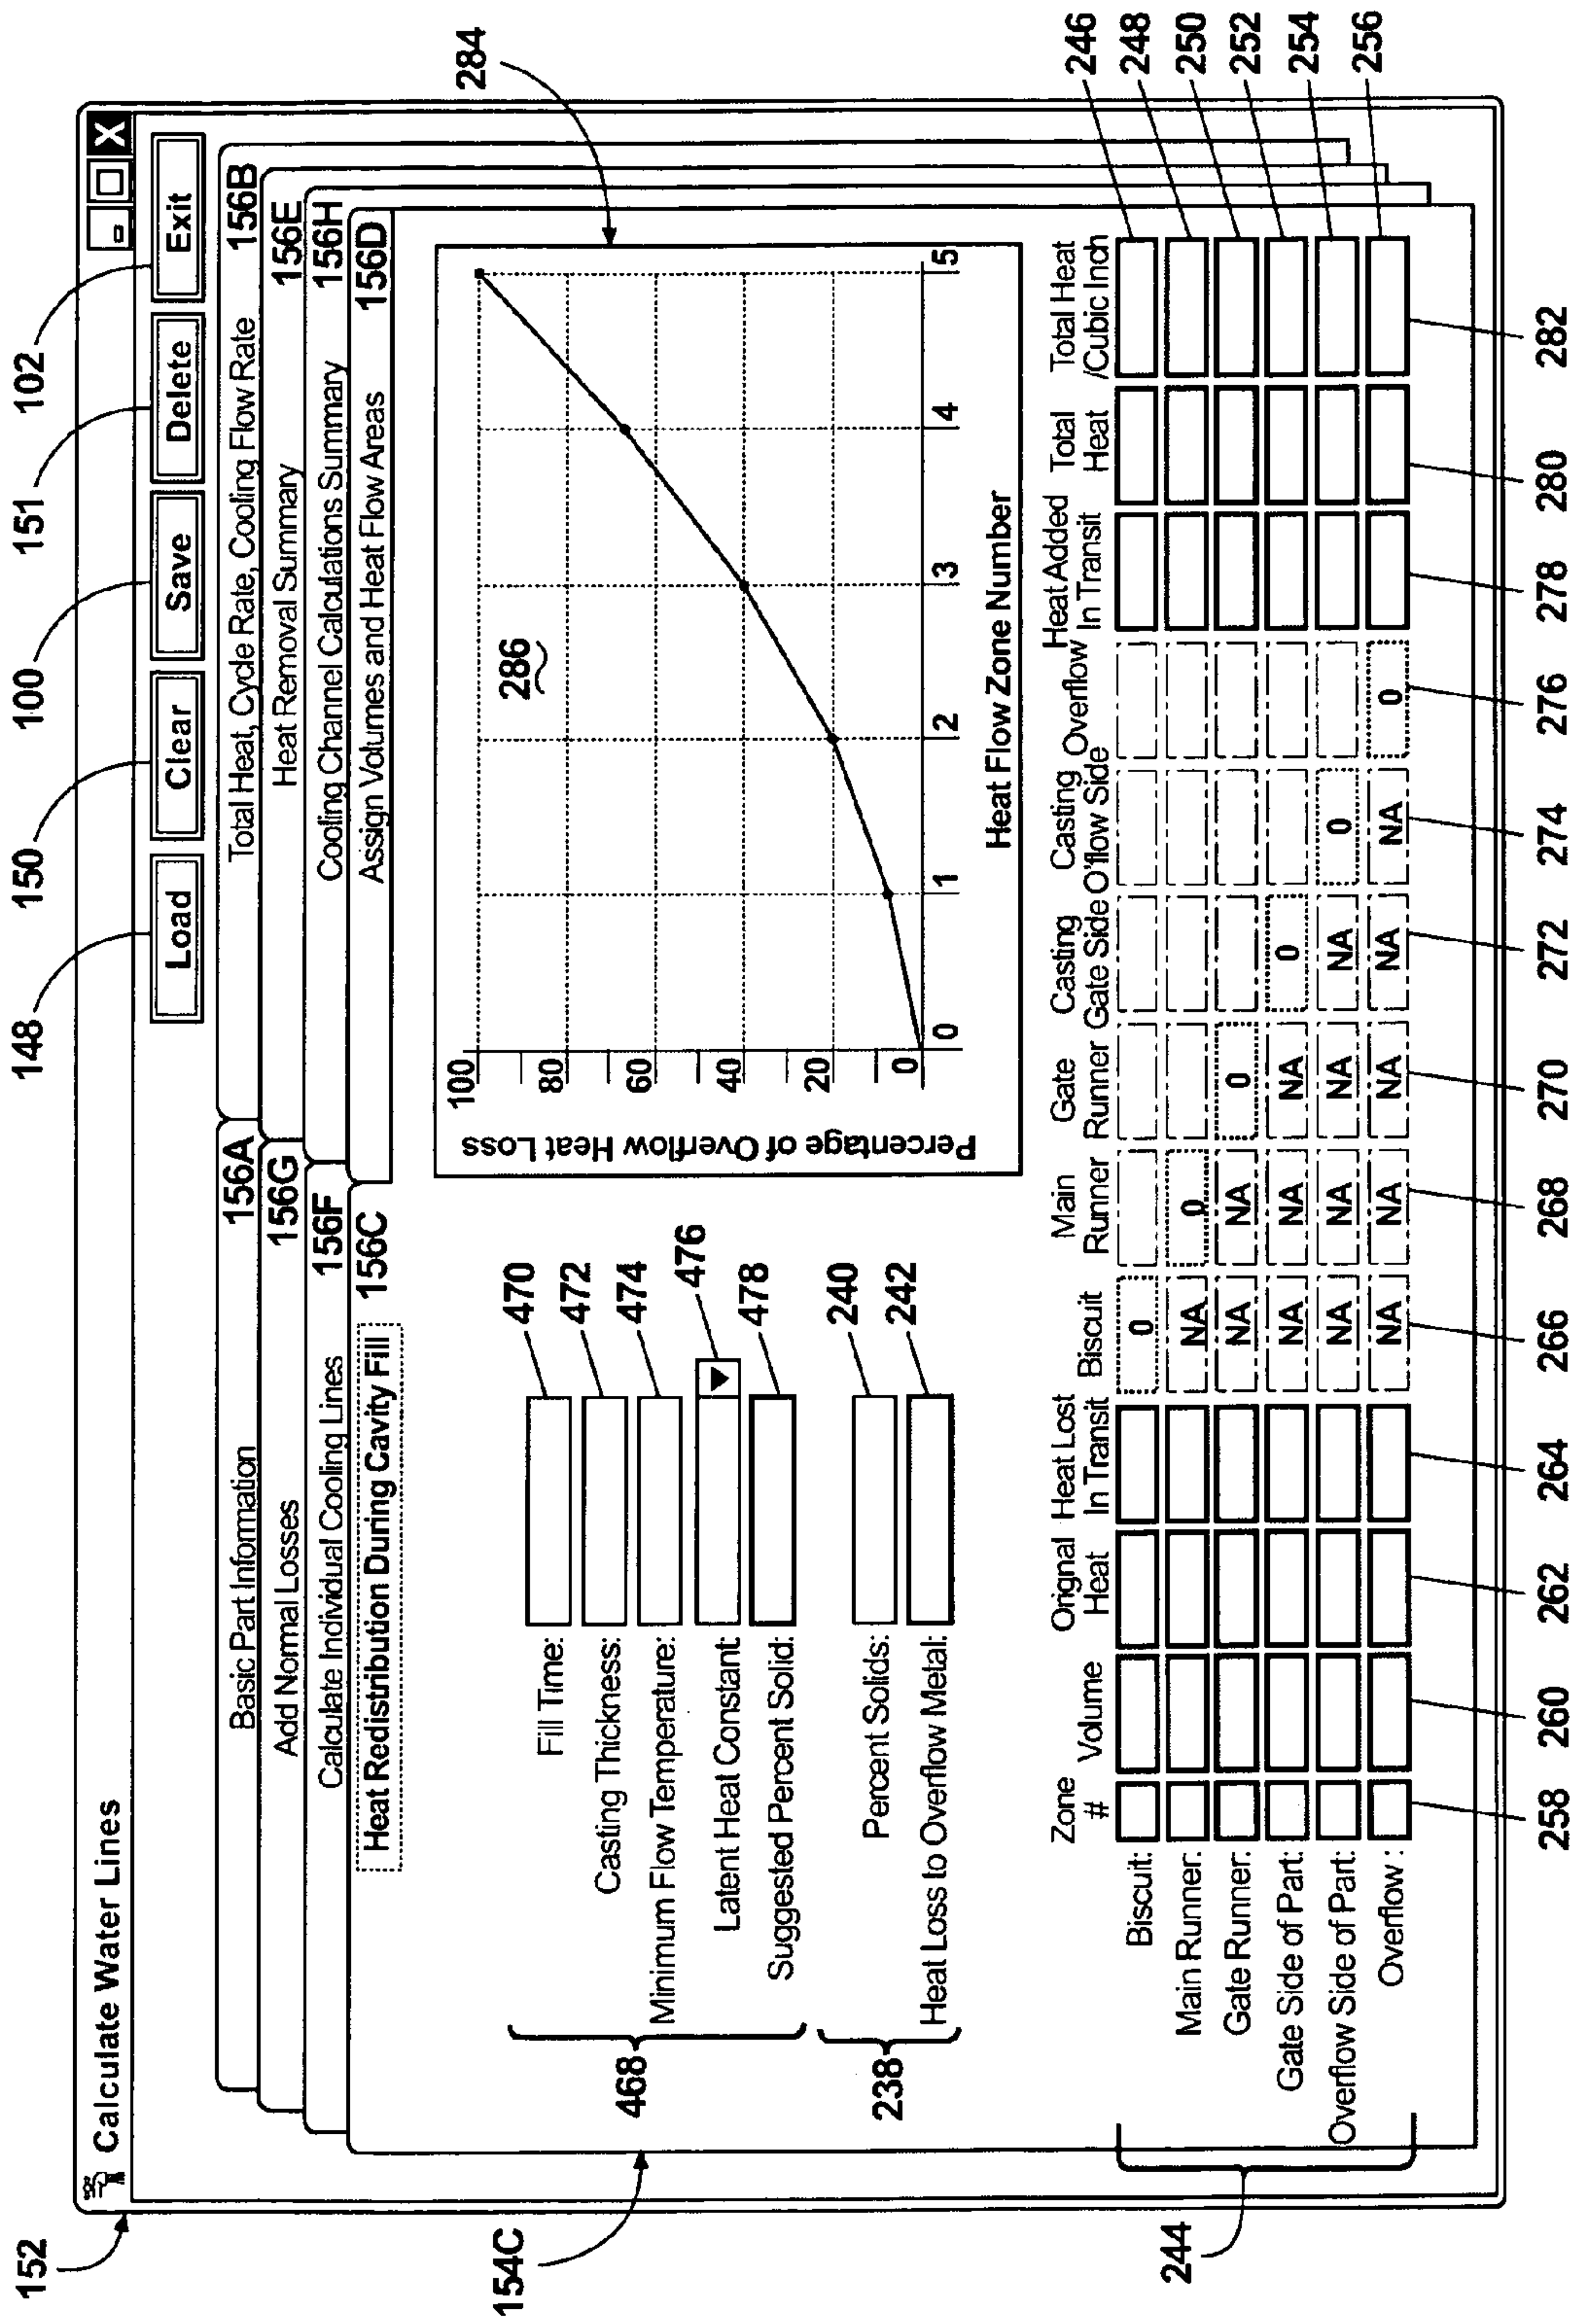 152
Calculate Water Lines
X
148
150
100
151
102
Load
Clear
Save
Delete
Exit
Basic Part Information 156A
Total Heat, Cycle Rate, Cooling Flow Rate 156B
Add Normal Losses 156G
Heat Removal Summary 156E
Calculate Individual Cooling Lines 156F
Cooling Channel Calculations Summary 156H
Heat Redistribution During Cavity Fill 156C
Assign Volumes and Heat Flow Areas 156D
154C
284
468
Fill Time: 470
Casting Thickness: 472
Minimum Flow Temperature: 474
Latent Heat Constant: 476
Suggested Percent Solid: 478
238
Percent Solids: 240
Heat Loss to Overflow Metal: 242
Percentage of Overflow Heat Loss
100
80
60
40
20
0
286
0 1 2 3 4 5
Heat Flow Zone Number
244
Zone #
Volume
Orignal Heat
Heat Lost In Transit
Biscuit
Main Runner
Gate Runner
Casting Gate Side
Casting O'flow Side
Overflow
Heat Added In Transit
Total Heat
Total Heat /Cubic Inch
Biscuit: 0 246
Main Runner: NA 0 248
Gate Runner: NA NA 0 250
Gate Side of Part: NA NA NA 0 252
Overflow Side of Part: NA NA NA NA 0 254
Overflow : NA NA NA NA NA 0 256
258 260 262 264 266 268 270 272 274 276 278 280 282